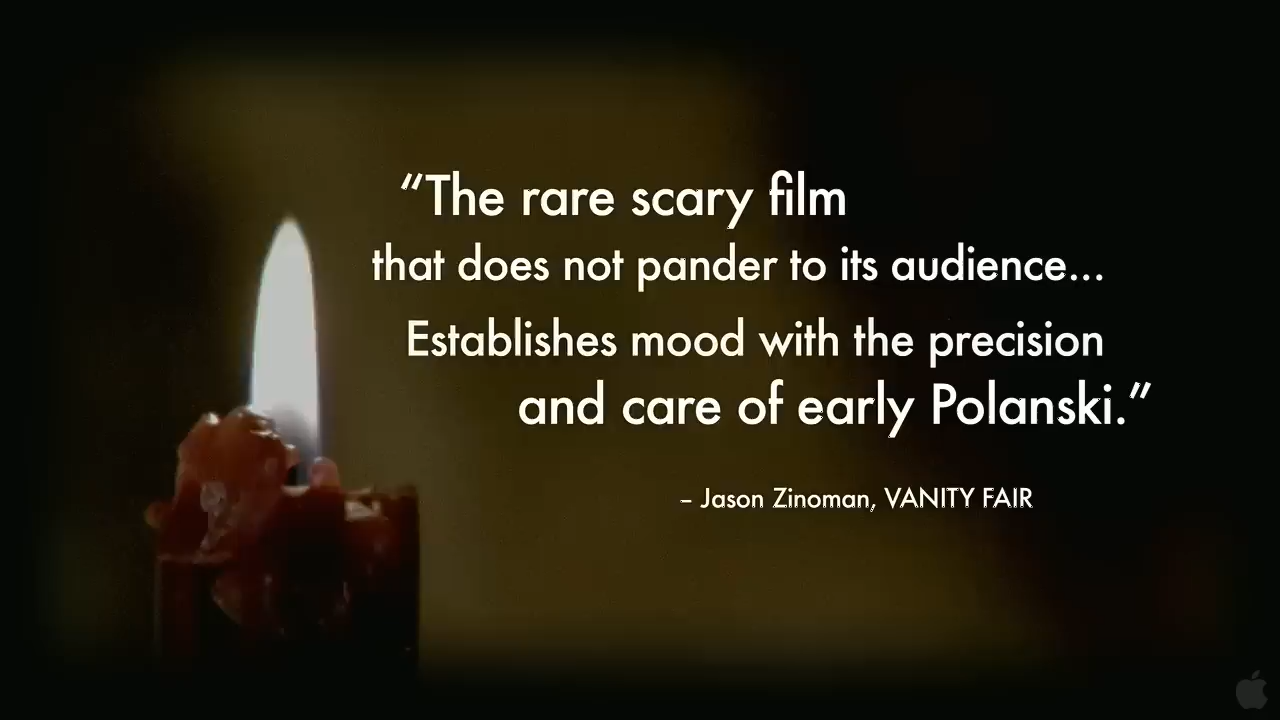 “The rare scary film
that does not pander to its audience...
Establishes mood with the precision
and care of early Polanski.”
– Jason Zinoman, VANITY FAIR